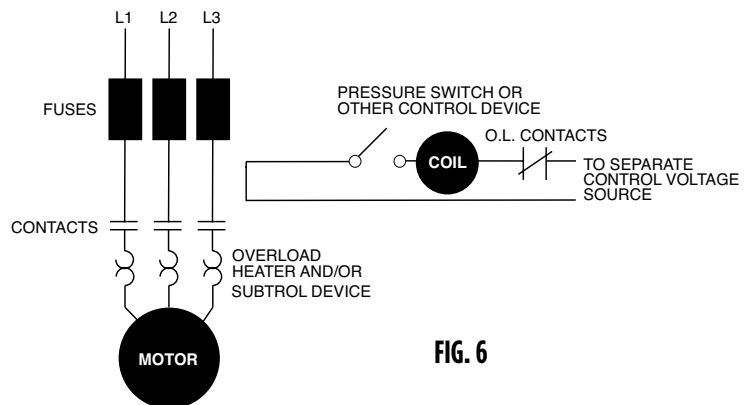 L1 L2 L3
FUSES
PRESSURE SWITCH OR
OTHER CONTROL DEVICE
O.L. CONTACTS
COIL
TO SEPARATE
CONTROL VOLTAGE
SOURCE
CONTACTS
OVERLOAD
HEATER AND/OR
SUBTROL DEVICE
MOTOR
FIG. 6